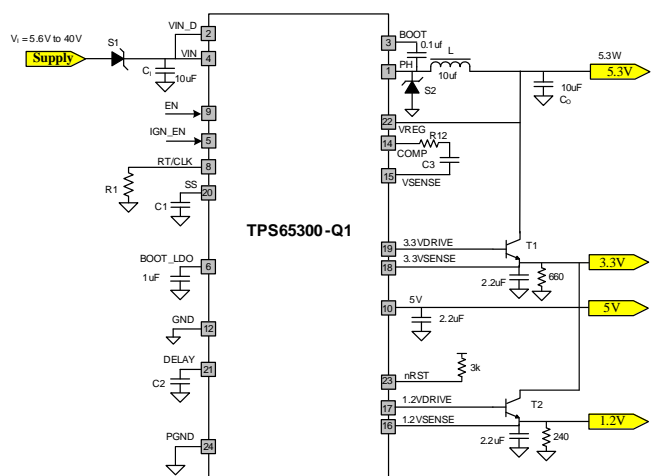 Vi = 5.6V to 40V
Supply
S1
VIN_D
2
VIN
4
Ci
10uF
EN
9
IGN_EN
5
RT/CLK
8
R1
SS
20
C1
BOOT_LDO
6
1uF
GND
12
DELAY
21
C2
PGND
24
TPS65300-Q1
3
BOOT
0.1uf
1
PH
L
10uf
S2
5.3W
5.3V
10uF
CO
22
VREG
14
COMP
R12
C3
15
VSENSE
19
3.3VDRIVE
T1
18
3.3VSENSE
3.3V
2.2uF
660
10
5V
5V
2.2uF
23
nRST
3k
17
1.2VDRIVE
T2
16
1.2VSENSE
1.2V
2.2uF
240